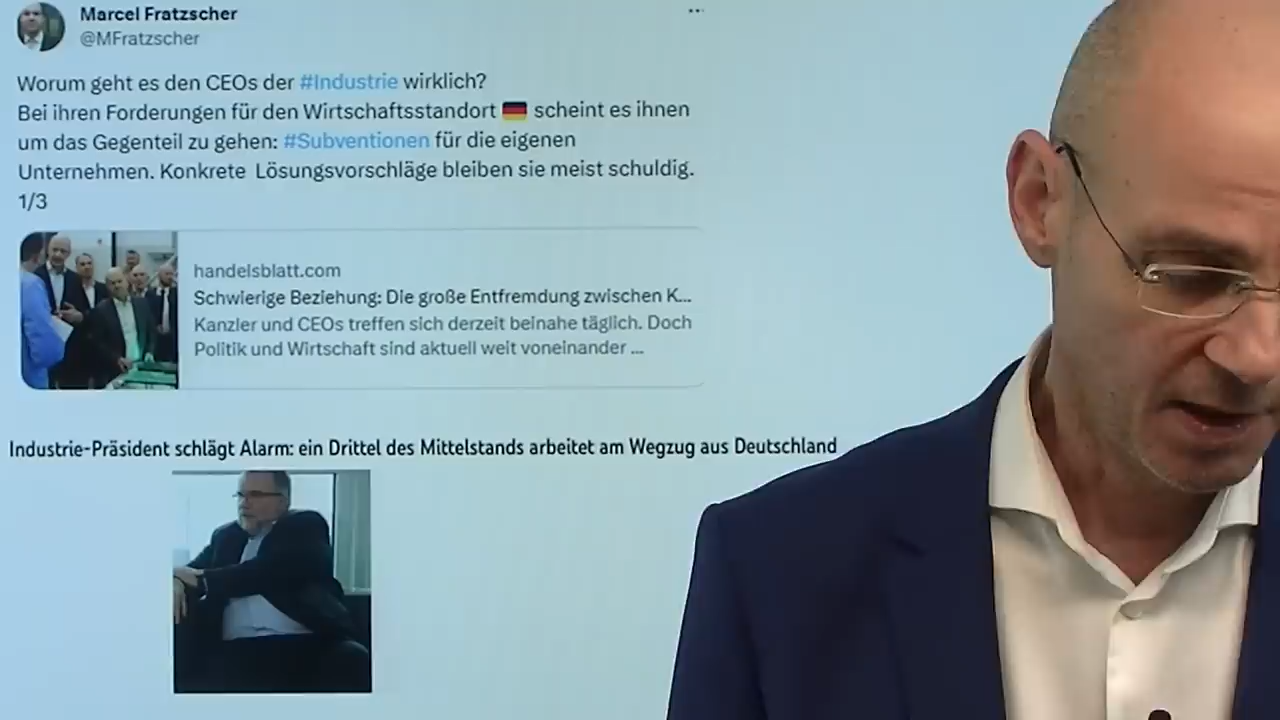 Marcel Fratzscher
@MFratzscher
Worum geht es den CEOs der #Industrie wirklich?
Bei ihren Forderungen für den Wirtschaftsstandort 🇩🇪 scheint es ihnen
um das Gegenteil zu gehen: #Subventionen für die eigenen
Unternehmen. Konkrete Lösungsvorschläge bleiben sie meist schuldig.
1/3
handelsblatt.com
Schwierige Beziehung: Die große Entfremdung zwischen K...
Kanzler und CEOs treffen sich derzeit beinahe täglich. Doch
Politik und Wirtschaft sind aktuell weit voneinander ...
Industrie-Präsident schlägt Alarm: ein Drittel des Mittelstands arbeitet am Wegzug aus Deutschland